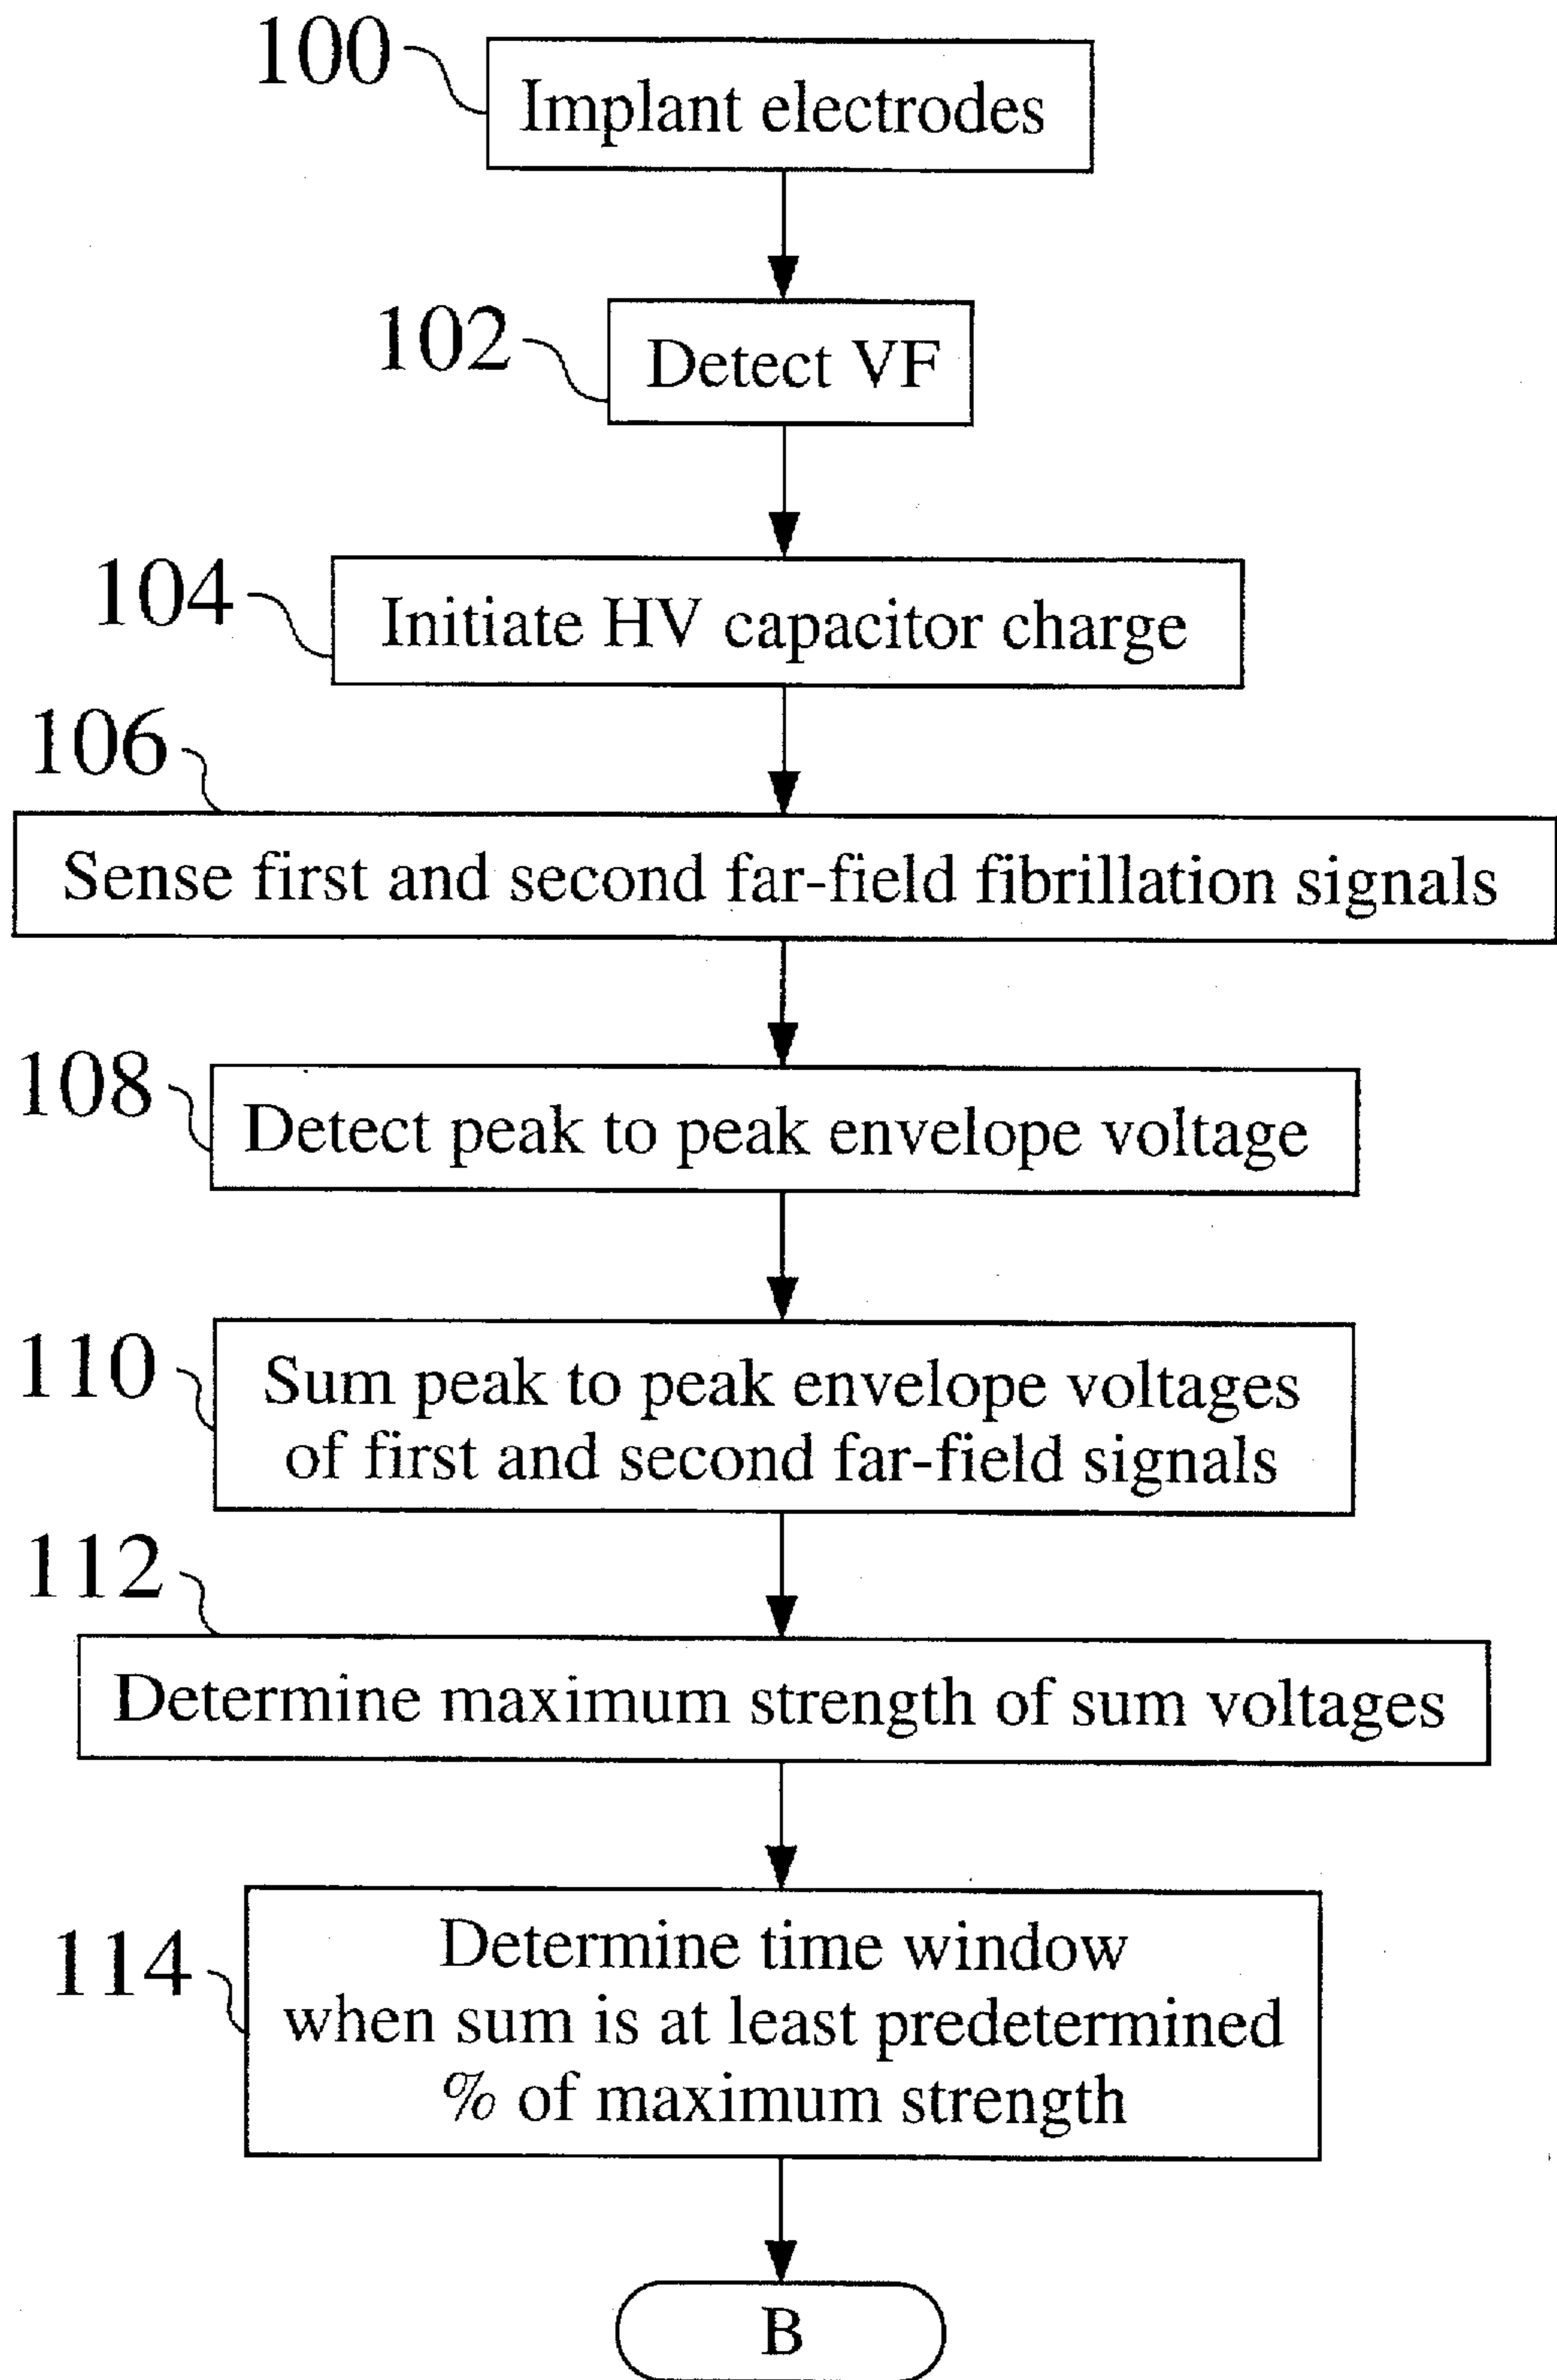 100
Implant electrodes
102
Detect VF
104
Initiate HV capacitor charge
106
Sense first and second far-field fibrillation signals
108
Detect peak to peak envelope voltage
110
Sum peak to peak envelope voltages
of first and second far-field signals
112
Determine maximum strength of sum voltages
114
Determine time window
when sum is at least predetermined
% of maximum strength
B